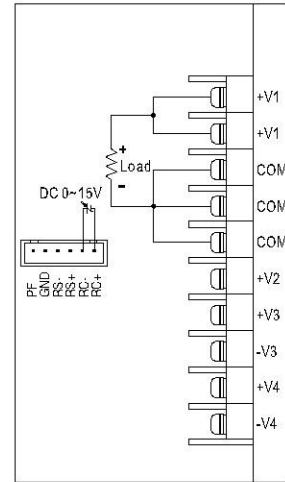 +V1
+V1
COM
COM
COM
+V2
+V3
-V3
+V4
-V4
+
Load
-
DC 0~15V
PF
GND
RS-
RS+
RC-
RC+